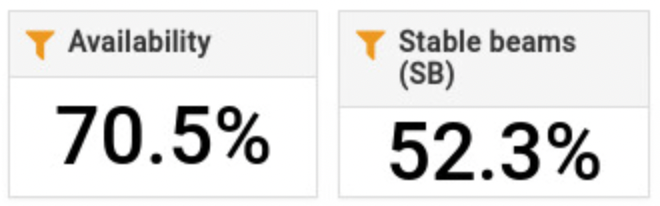 Availability
70.5%
Stable beams
(SB)
52.3%